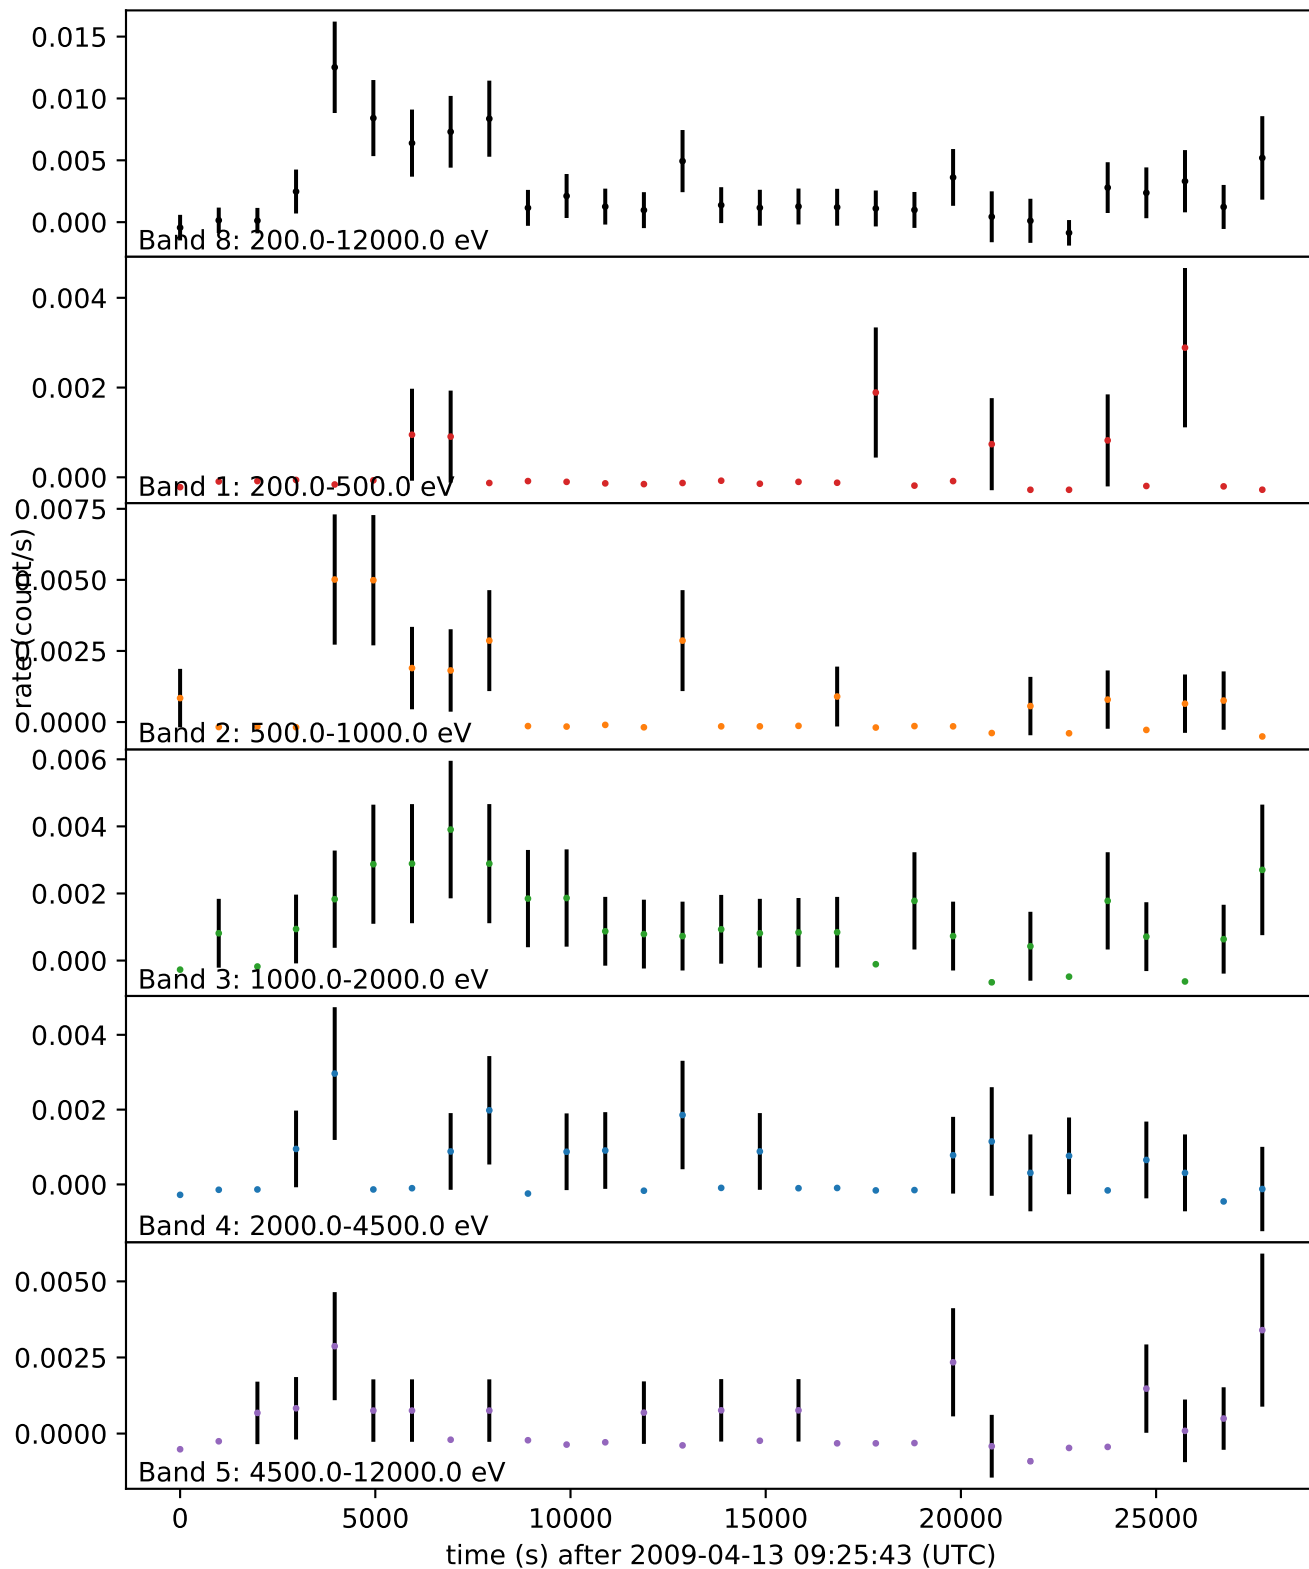 0.015
0.010
0.005
0.000
Band 8: 200.0-12000.0 eV
0.004
0.002
0.000
Band 1: 200.0-500.0 eV
rate (count/s)
0.0075
0.0050
0.0025
0.0000
Band 2: 500.0-1000.0 eV
0.006
0.004
0.002
0.000
Band 3: 1000.0-2000.0 eV
0.004
0.002
0.000
Band 4: 2000.0-4500.0 eV
0.0050
0.0025
0.0000
Band 5: 4500.0-12000.0 eV
0 5000 10000 15000 20000 25000
time (s) after 2009-04-13 09:25:43 (UTC)